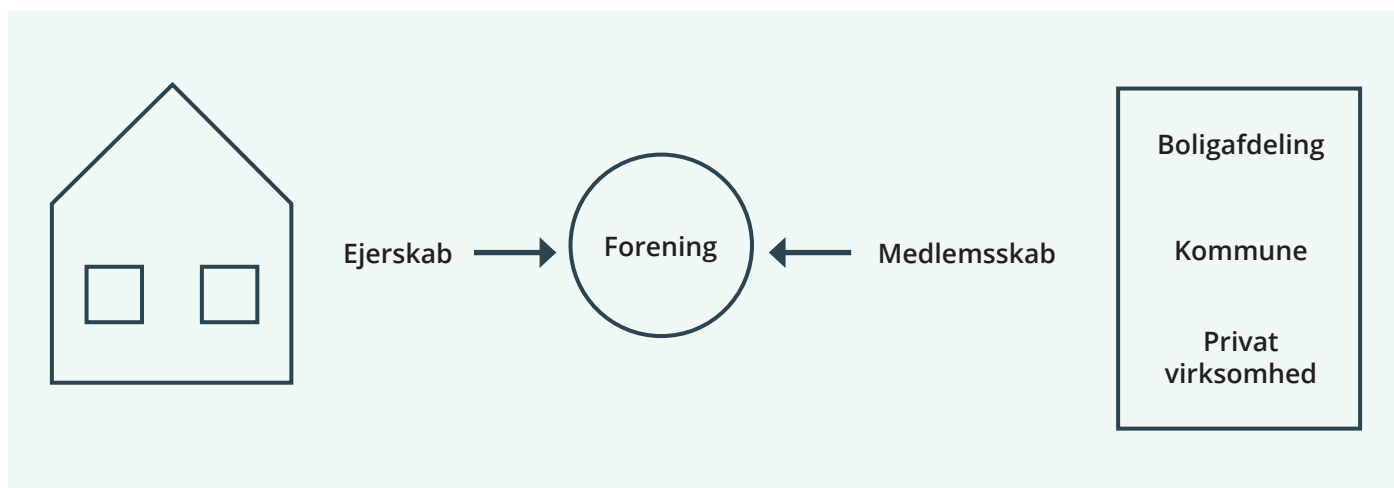 Ejerskab
Forening
Medlemsskab
Boligafdeling
Kommune
Privat
virksomhed